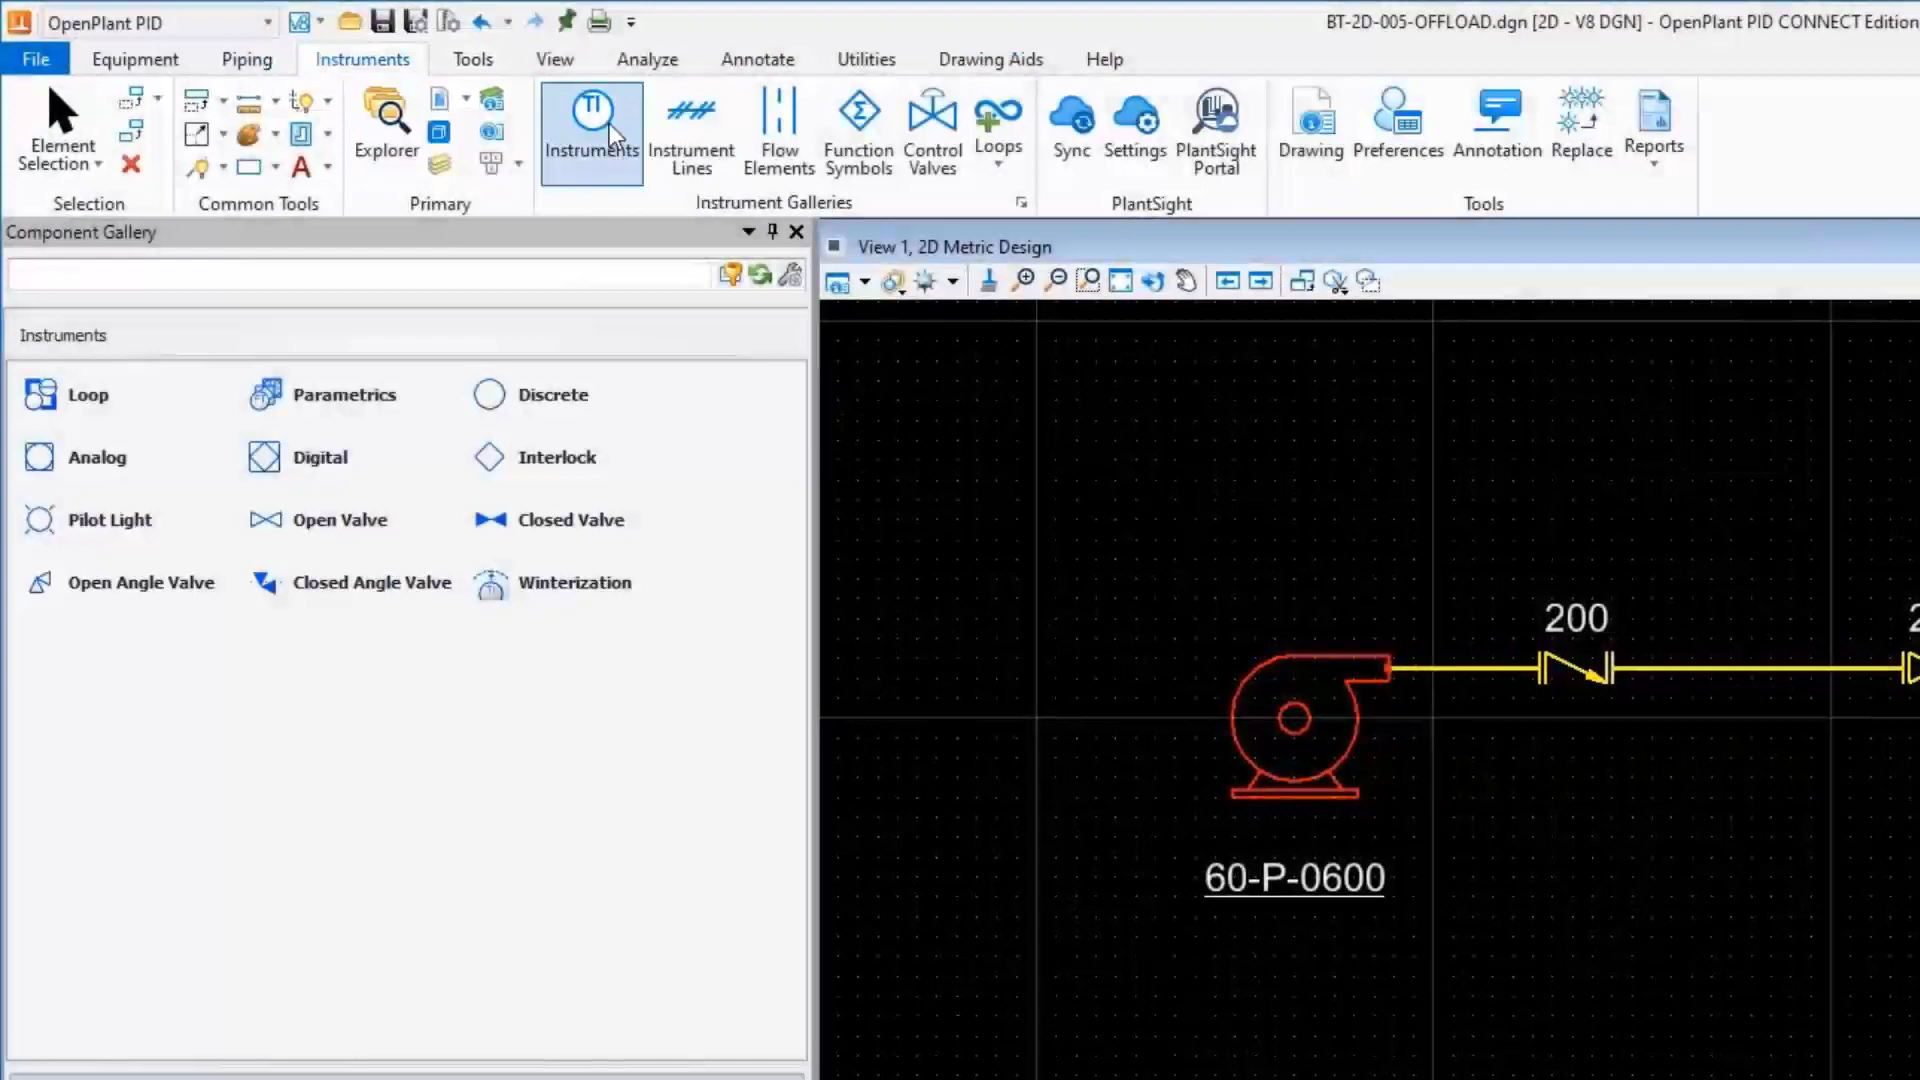 OpenPlant PID
BT-2D-005-OFFLOAD.dgn [2D - V8 DGN] - OpenPlant PID CONNECT Edition
File Equipment Piping Instruments Tools View Analyze Annotate Utilities Drawing Aids Help
Element Selection
Explorer
TI
Instruments
Instrument Lines
Flow Elements
Function Symbols
Control Valves
Loops
Sync
Settings
PlantSight Portal
Drawing
Preferences
Annotation
Replace
Reports
Selection Common Tools Primary Instrument Galleries PlantSight Tools
Component Gallery
View 1, 2D Metric Design
Instruments
Loop Parametrics Discrete
Analog Digital Interlock
Pilot Light Open Valve Closed Valve
Open Angle Valve Closed Angle Valve Winterization
200
60-P-0600